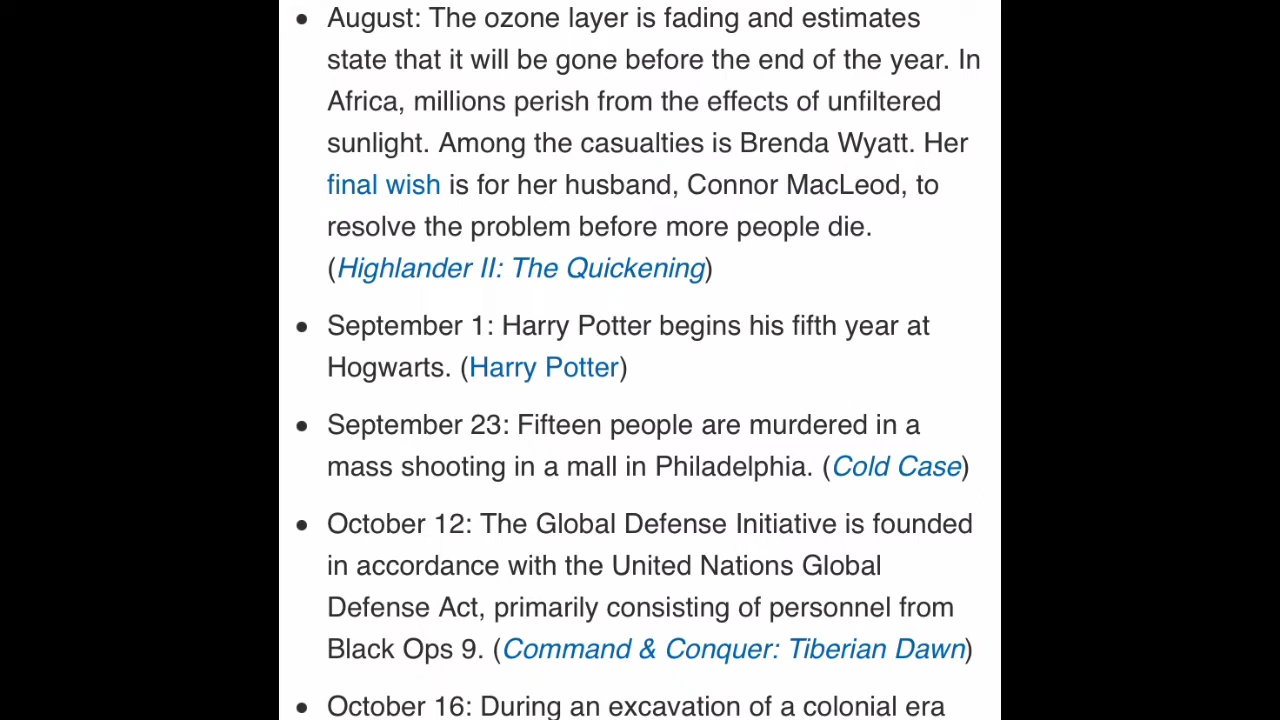 • August: The ozone layer is fading and estimates
state that it will be gone before the end of the year. In
Africa, millions perish from the effects of unfiltered
sunlight. Among the casualties is Brenda Wyatt. Her
final wish is for her husband, Connor MacLeod, to
resolve the problem before more people die.
(Highlander II: The Quickening)
• September 1: Harry Potter begins his fifth year at
Hogwarts. (Harry Potter)
• September 23: Fifteen people are murdered in a
mass shooting in a mall in Philadelphia. (Cold Case)
• October 12: The Global Defense Initiative is founded
in accordance with the United Nations Global
Defense Act, primarily consisting of personnel from
Black Ops 9. (Command & Conquer: Tiberian Dawn)
• October 16: During an excavation of a colonial era